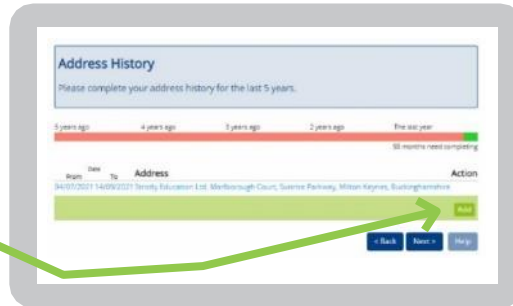 Address History
Please complete your address history for the last 5 years.
5 years ago 4 years ago 3 years ago 2 years ago The last year
months need completing
Date
From To Address Action
04/07/2021 14/09/2021 Strictly Education Ltd, Marlborough Court, Sunrise Parkway, Milton Keynes, Buckinghamshire
Add
< Back Next > Help